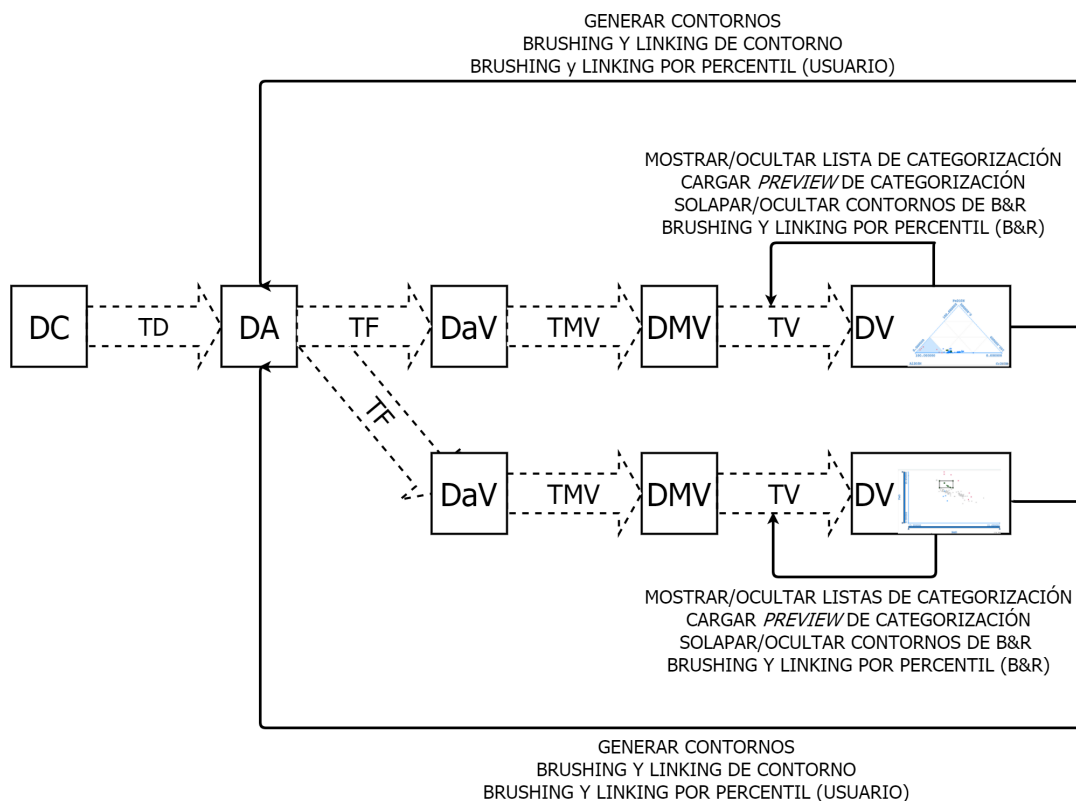 GENERAR CONTORNOS
BRUSHING Y LINKING DE CONTORNO
BRUSHING y LINKING POR PERCENTIL (USUARIO)
MOSTRAR/OCULTAR LISTA DE CATEGORIZACIÓN
CARGAR PREVIEW DE CATEGORIZACIÓN
SOLAPAR/OCULTAR CONTORNOS DE B&R
BRUSHING Y LINKING POR PERCENTIL (B&R)
DC
TD
DA
TF
DaV
TMV
DMV
TV
DV
TF
DaV
TMV
DMV
TV
DV
MOSTRAR/OCULTAR LISTAS DE CATEGORIZACIÓN
CARGAR PREVIEW DE CATEGORIZACIÓN
SOLAPAR/OCULTAR CONTORNOS DE B&R
BRUSHING Y LINKING POR PERCENTIL (B&R)
GENERAR CONTORNOS
BRUSHING Y LINKING DE CONTORNO
BRUSHING Y LINKING POR PERCENTIL (USUARIO)